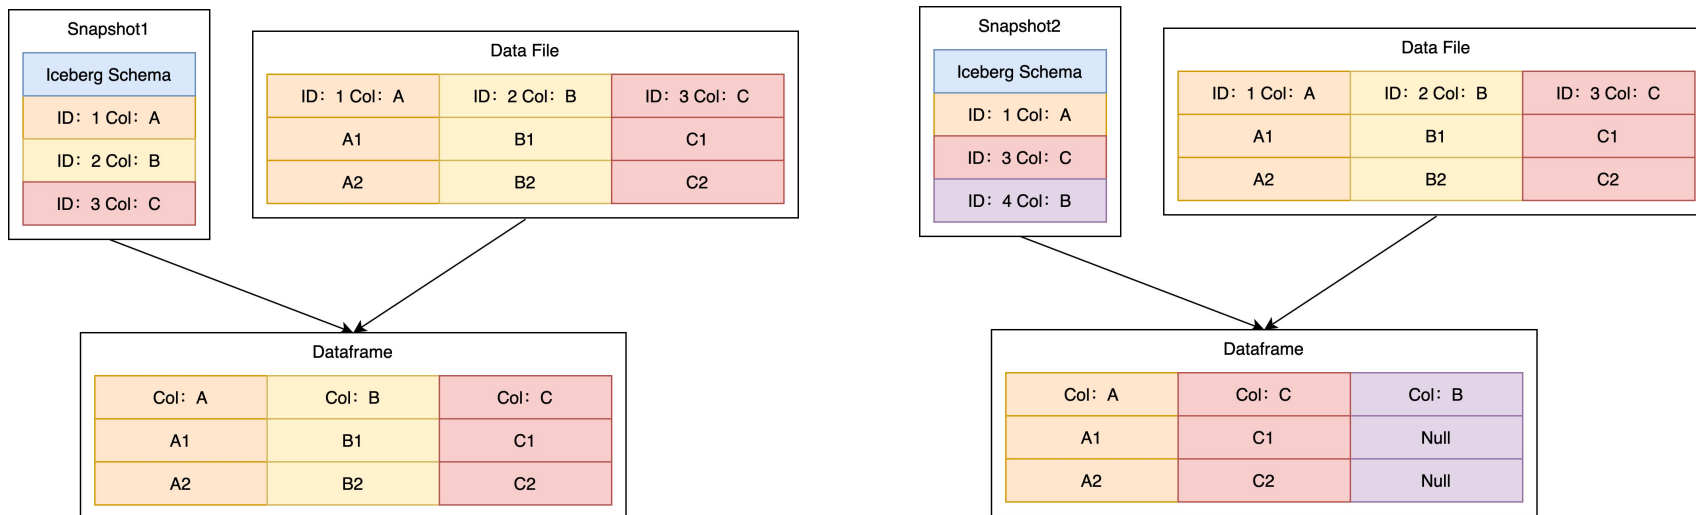 Snapshot1
Iceberg Schema
ID： 1 Col： A
ID： 2 Col： B
ID： 3 Col： C
Data File
ID： 1 Col： A ID： 2 Col： B ID： 3 Col： C
A1 B1 C1
A2 B2 C2
Dataframe
Col： A Col： B Col： C
A1 B1 C1
A2 B2 C2
Snapshot2
Iceberg Schema
ID： 1 Col： A
ID： 3 Col： C
ID： 4 Col： B
Data File
ID： 1 Col： A ID： 2 Col： B ID： 3 Col： C
A1 B1 C1
A2 B2 C2
Dataframe
Col： A Col： C Col： B
A1 C1 Null
A2 C2 Null